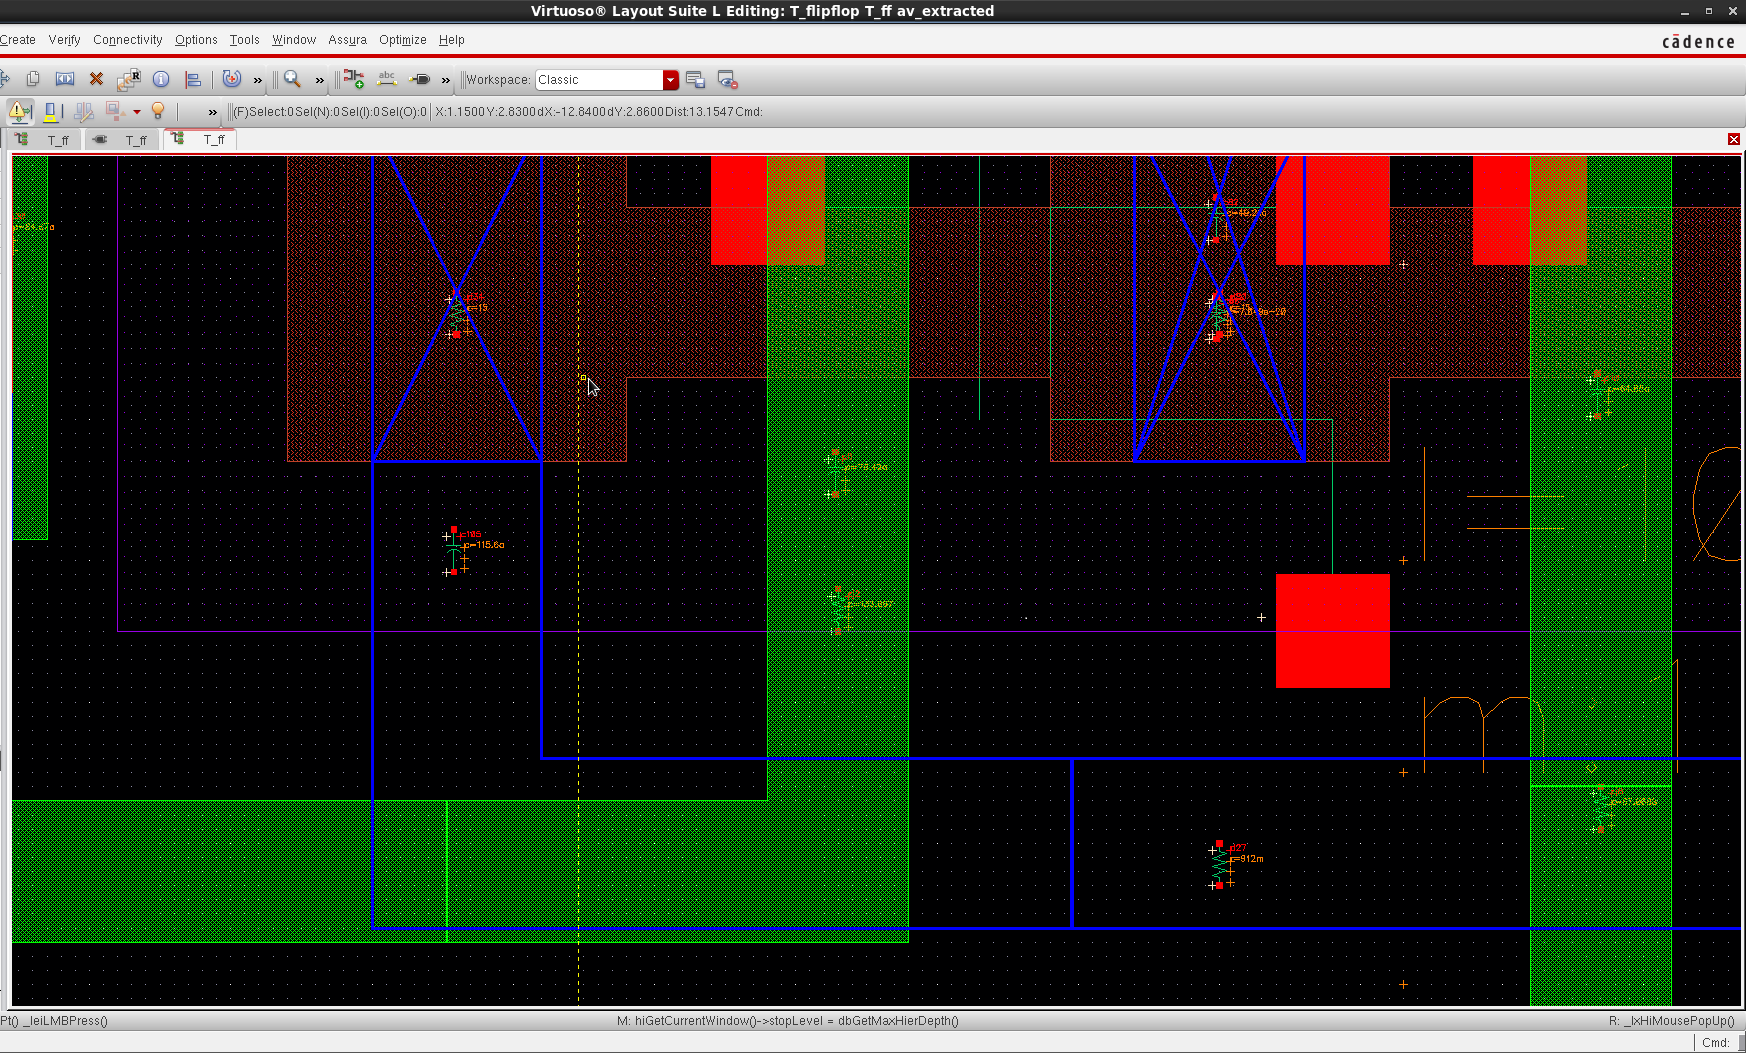 Virtuoso® Layout Suite L Editing: T_flipflop T_ff av_extracted
Create Verify Connectivity Options Tools Window Assura Optimize Help
cādence
R abc Workspace: Classic
(F)Select:0 Sel(N):0 Sel(I):0 Sel(O):0 X:1.1500 Y:2.8300 dX:-12.8400 dY:2.8600 Dist:13.1547 Cmd:
T_ff T_ff T_ff
c=115.6a
r=912m
Pt() _leiLMBPress() M: hiGetCurrentWindow()->stopLevel = dbGetMaxHierDepth() R: _lxHiMousePopUp()
Cmd: